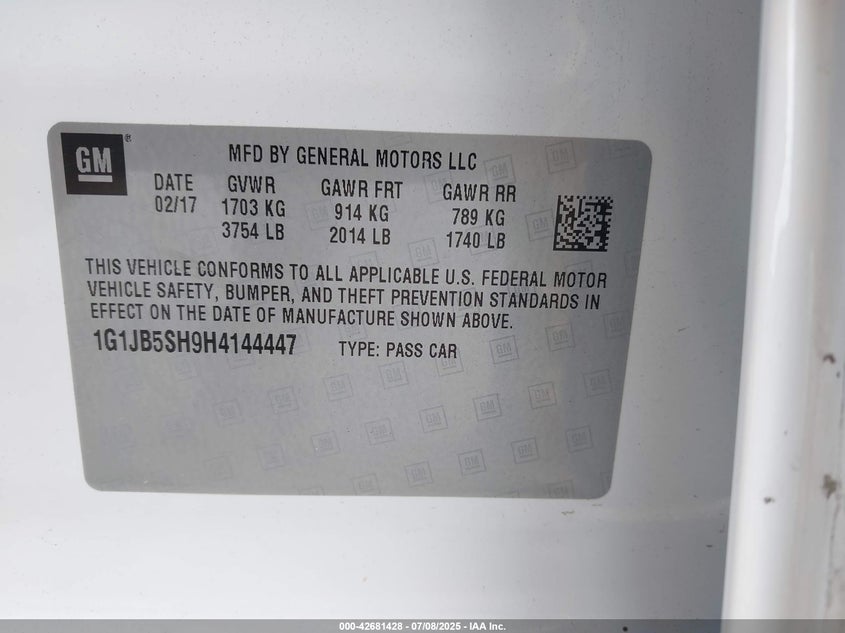 GM ®
MFD BY GENERAL MOTORS LLC
DATE GVWR GAWR FRT GAWR RR
02/17 1703 KG 914 KG 789 KG
3754 LB 2014 LB 1740 LB
THIS VEHICLE CONFORMS TO ALL APPLICABLE U.S. FEDERAL MOTOR
VEHICLE SAFETY, BUMPER, AND THEFT PREVENTION STANDARDS IN
EFFECT ON THE DATE OF MANUFACTURE SHOWN ABOVE.
1G1JB5SH9H4144447 TYPE: PASS CAR
000-42681428 - 07/08/2025 - IAA Inc.